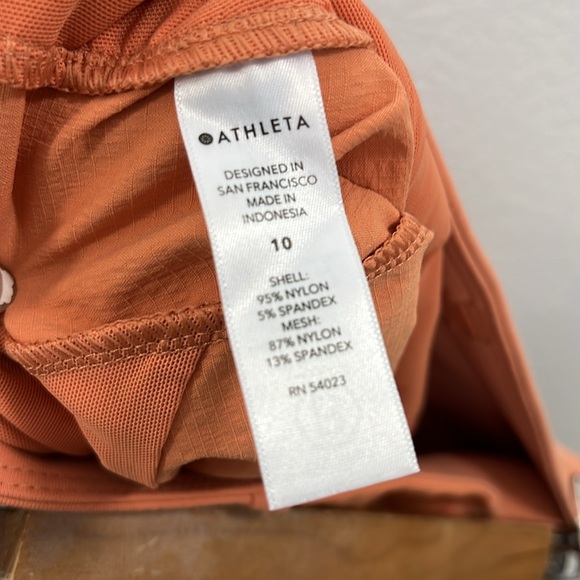 ATHLETA
DESIGNED IN
SAN FRANCISCO
MADE IN
INDONESIA
10
SHELL:
95% NYLON
5% SPANDEX
MESH:
87% NYLON
13% SPANDEX
RN 54023